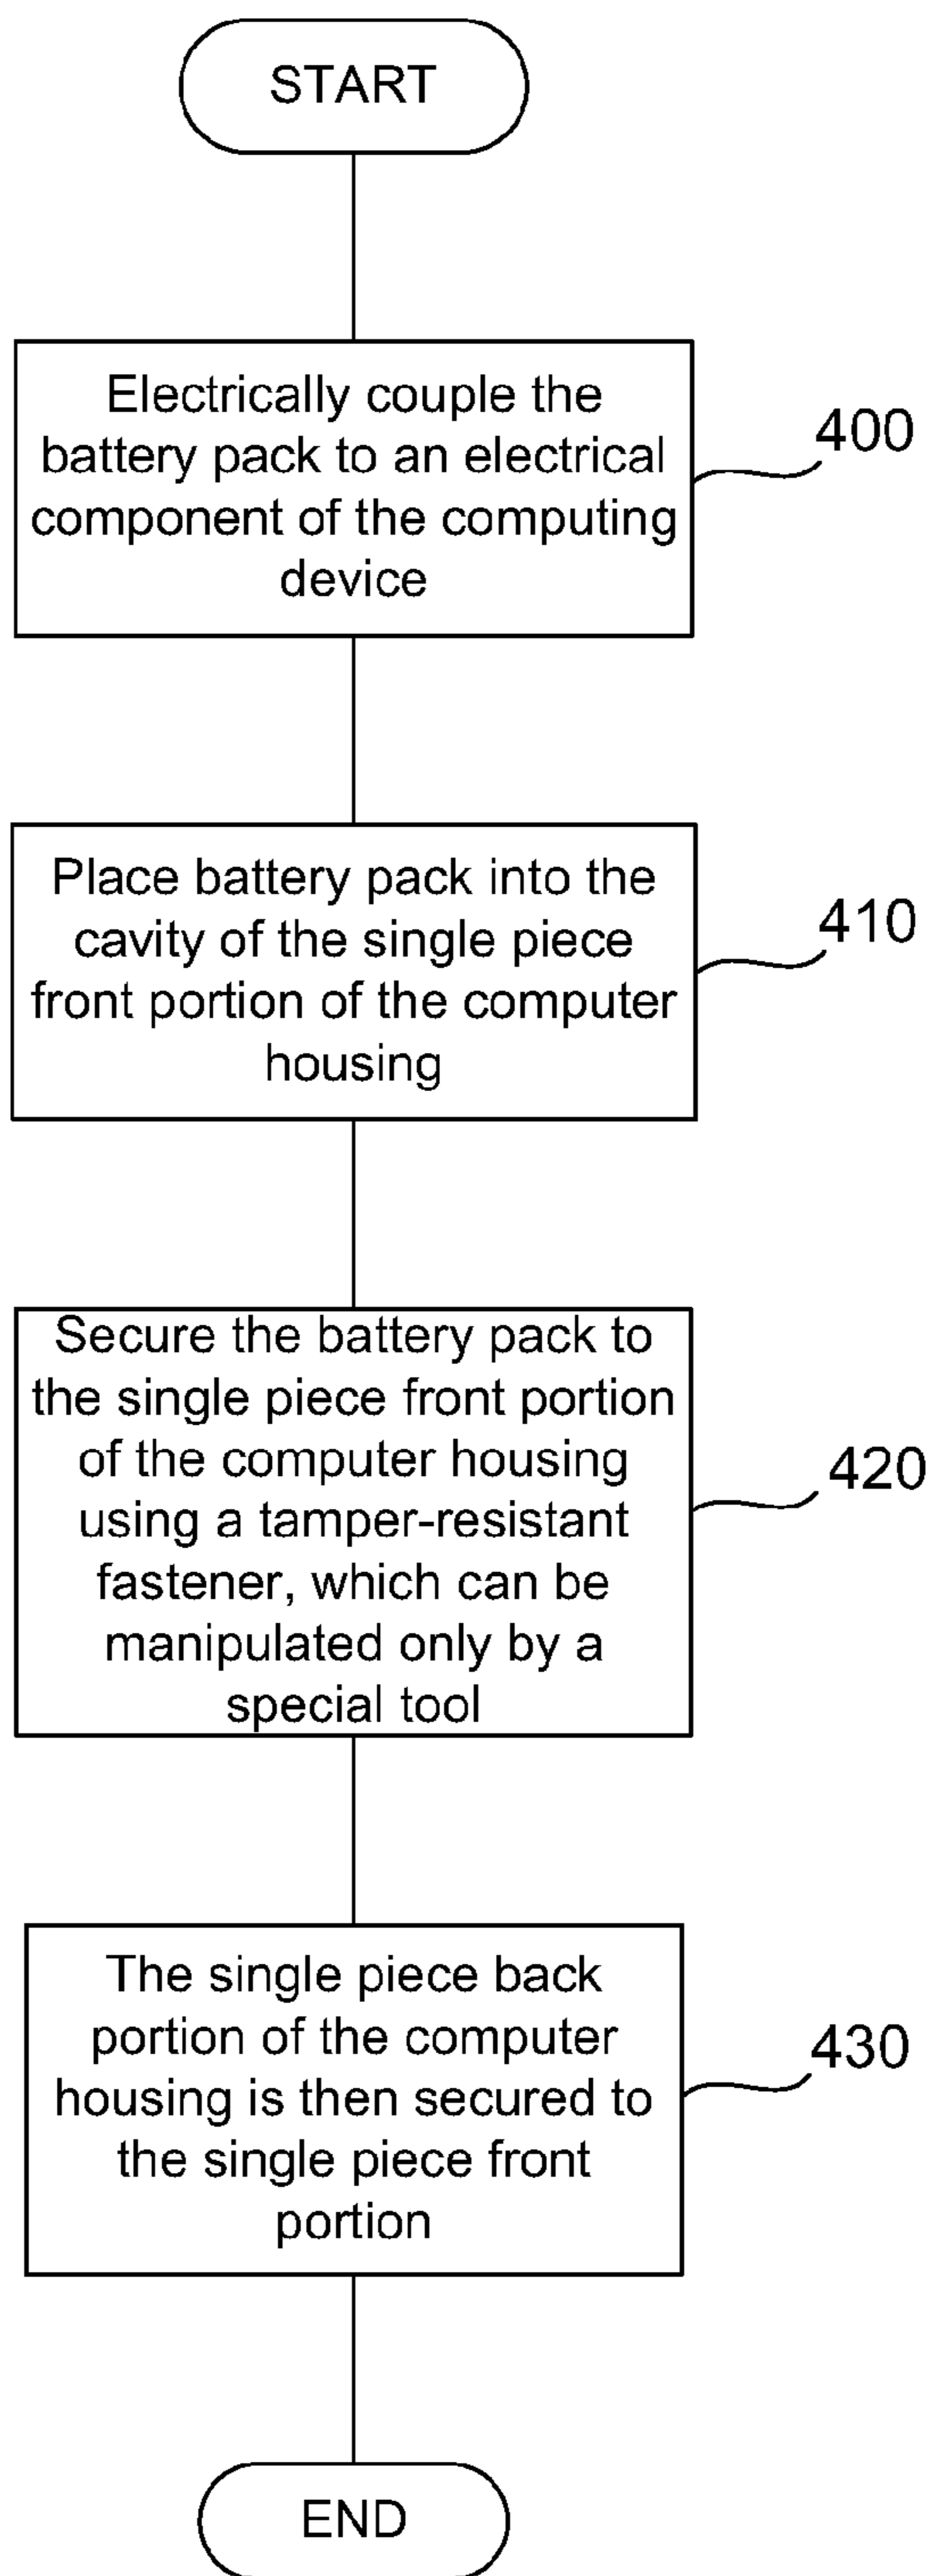 START
Electrically couple the
battery pack to an electrical
component of the computing
device
400
Place battery pack into the
cavity of the single piece
front portion of the computer
housing
410
Secure the battery pack to
the single piece front portion
of the computer housing
using a tamper-resistant
fastener, which can be
manipulated only by a
special tool
420
The single piece back
portion of the computer
housing is then secured to
the single piece front
portion
430
END